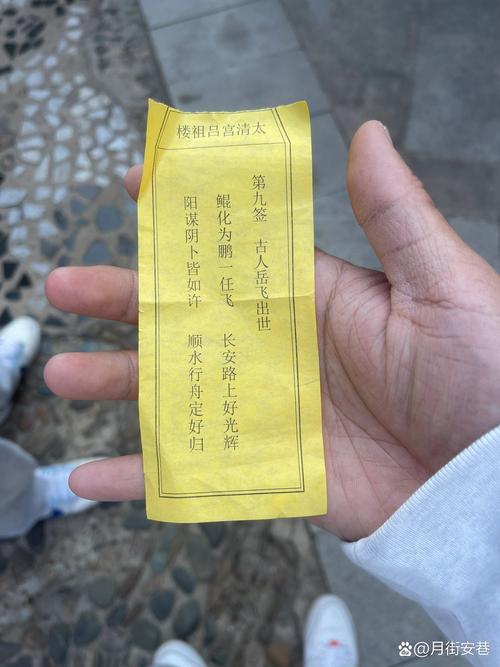 太清宫吕祖楼
第九签 古人岳飞出世
鲲化为鹏一任飞 长安路上好光辉
阳谋阴卜皆如许 顺水行舟定好归
@月街安巷